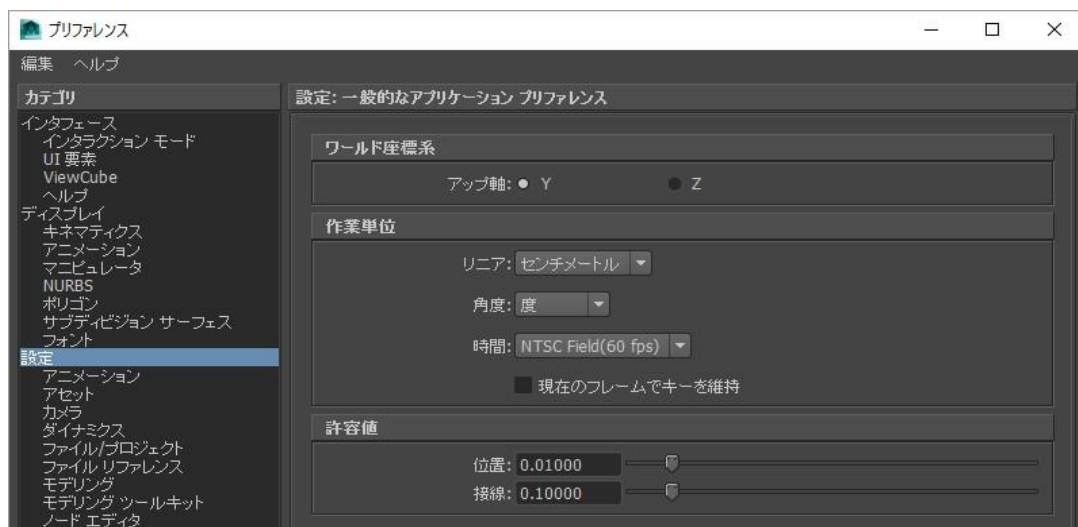 プリファレンス
編集 ヘルプ
カテゴリ
インタフェース
インタラクション モード
UI 要素
ViewCube
ヘルプ
ディスプレイ
キネマティクス
アニメーション
マニピュレータ
NURBS
ポリゴン
サブディビジョン サーフェス
フォント
設定
アニメーション
アセット
カメラ
ダイナミクス
ファイル/プロジェクト
ファイル リファレンス
モデリング
モデリング ツールキット
ノード エディタ
設定: 一般的なアプリケーション プリファレンス
ワールド座標系
アップ軸: Y Z
作業単位
リニア: センチメートル
角度: 度
時間: NTSC Field(60 fps)
現在のフレームでキーを維持
許容値
位置: 0.01000
接線: 0.10000